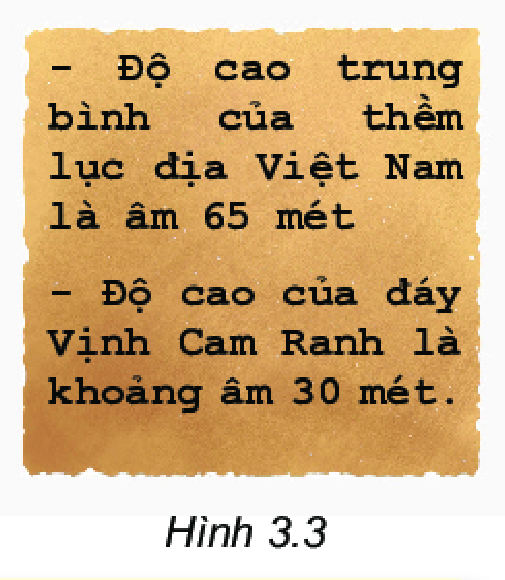 - Độ cao trung
bình của thềm
lục địa Việt Nam
là âm 65 mét
- Độ cao của đáy
Vịnh Cam Ranh là
khoảng âm 30 mét.
Hình 3.3